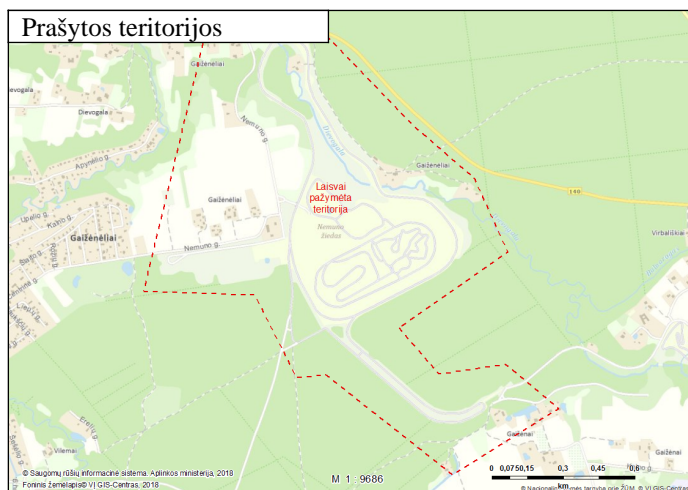 Prašytos teritorijos
Gaižėnėliai
Dievogala
Nemuno g.
Dievogala
Apynėlio g.
Gaižėnėliai
140
Laisvai
pažymėta
teritorija
Gaižėnėliai
Upelio g.
Kalno g.
Nemuno
žiedas
Virbališkiai
Gaižėnėliai
Šlaito g.
Nemuno g.
Gaižėnai
Vilemai
Gaižėnai
0 0,075 0,15 0,3 0,45 0,6
km
© Saugomų rūšių informacinė sistema. Aplinkos ministerija, 2018
Foninis žemėlapis© VĮ GIS-Centras, 2018
M 1 : 9686